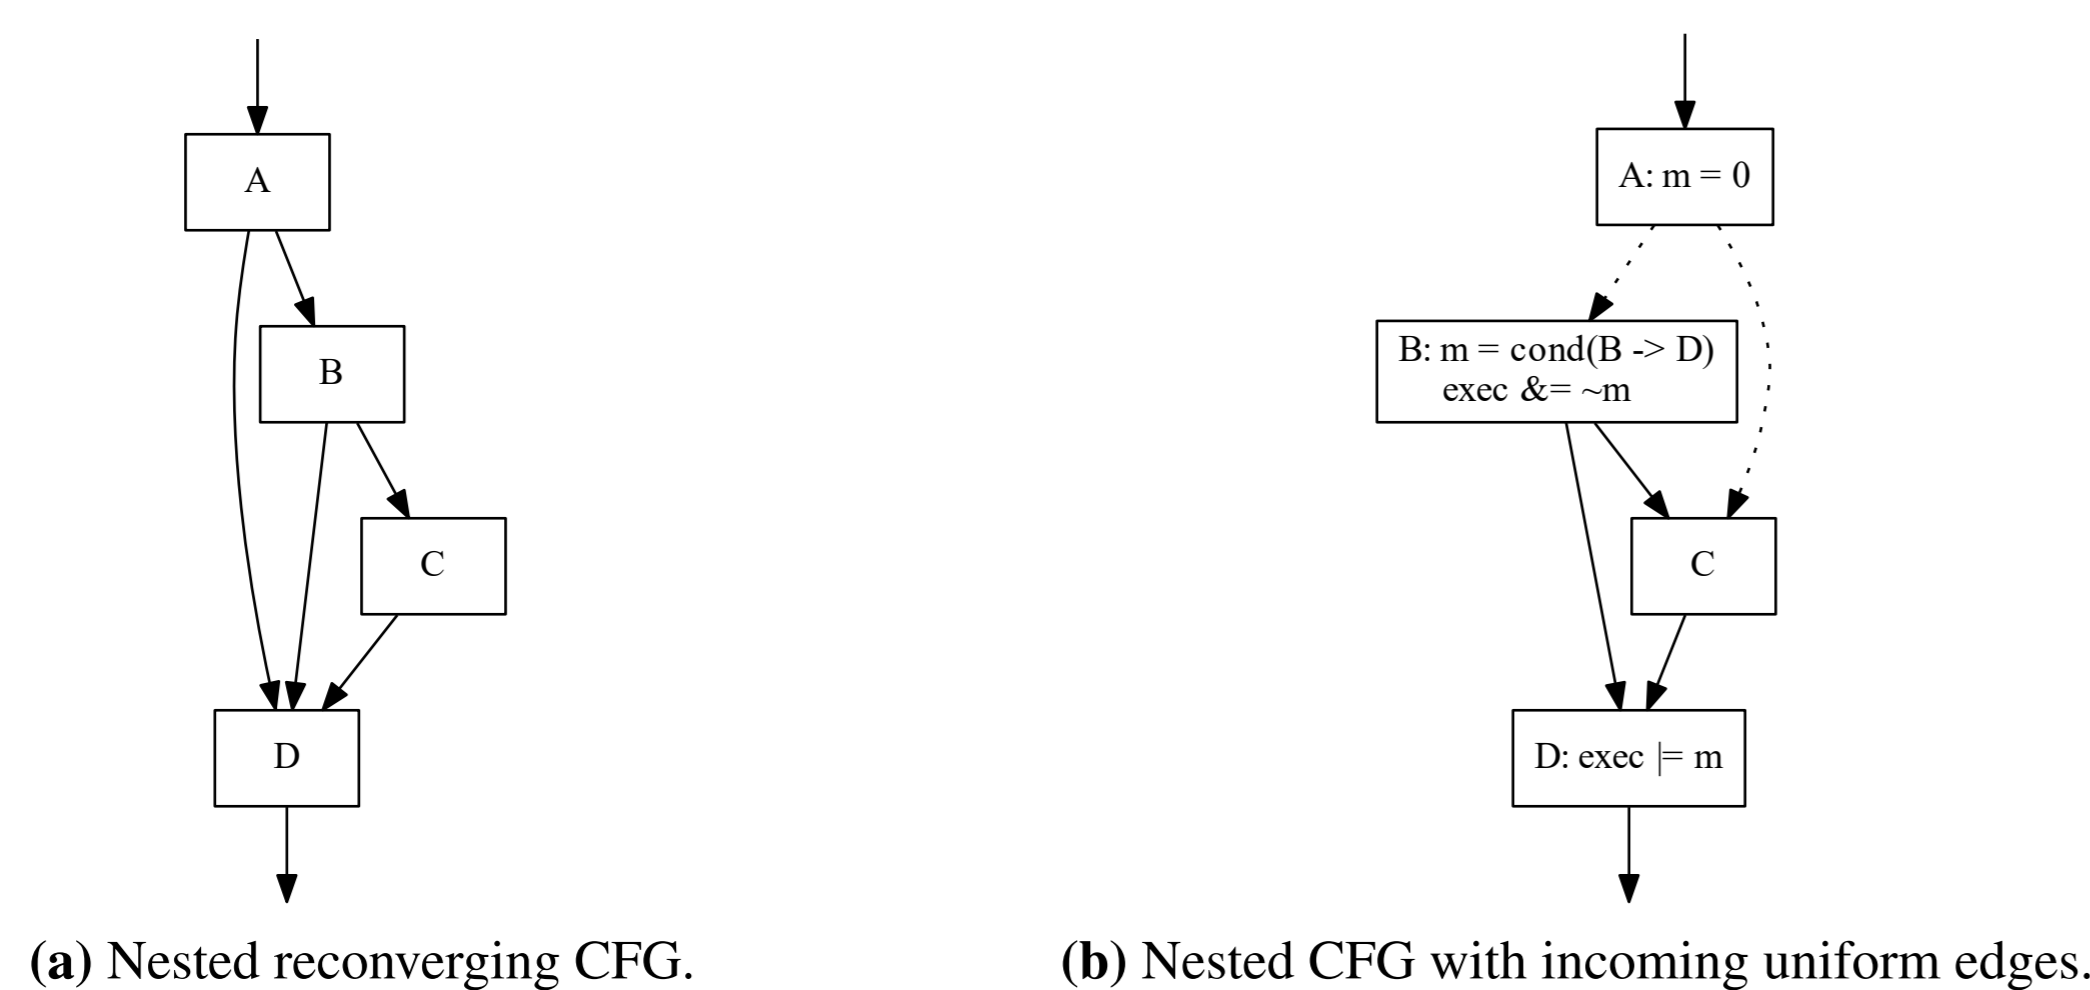 A
B
C
D
(a) Nested reconverging CFG.
A: m = 0
B: m = cond(B -> D)
exec &= ~m
C
D: exec |= m
(b) Nested CFG with incoming uniform edges.